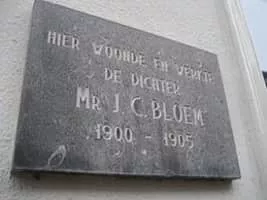 HIER WOONDE EN WERKTE
DE DICHTER
Mr J.C. BLOEM
1900 - 1905